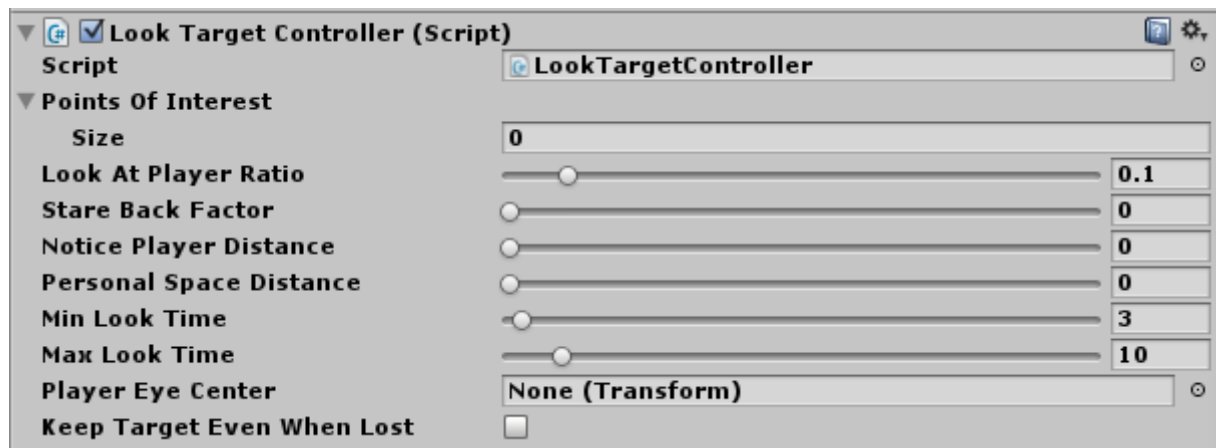 Look Target Controller (Script)
Script LookTargetController
Points Of Interest
Size 0
Look At Player Ratio 0.1
Stare Back Factor 0
Notice Player Distance 0
Personal Space Distance 0
Min Look Time 3
Max Look Time 10
Player Eye Center None (Transform)
Keep Target Even When Lost